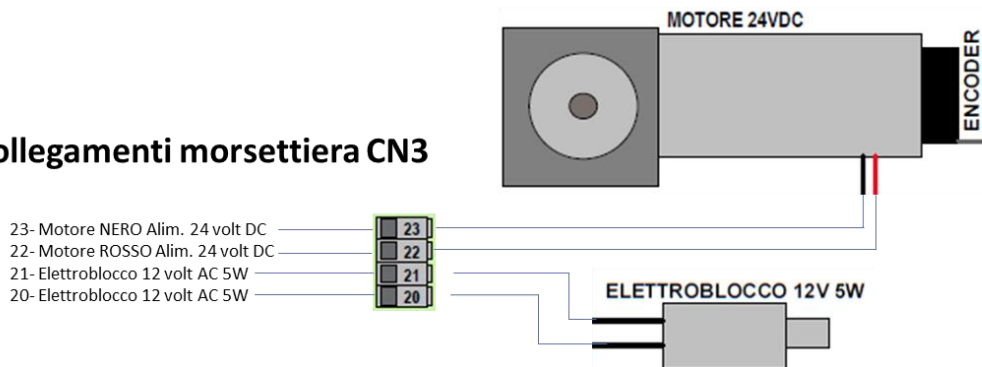 MOTORE 24VDC
ENCODER
ollegamenti morsettiera CN3
23- Motore NERO Alim. 24 volt DC
22- Motore ROSSO Alim. 24 volt DC
21- Elettroblocco 12 volt AC 5W
20- Elettroblocco 12 volt AC 5W
23
22
21
20
ELETTROBLOCCO 12V 5W